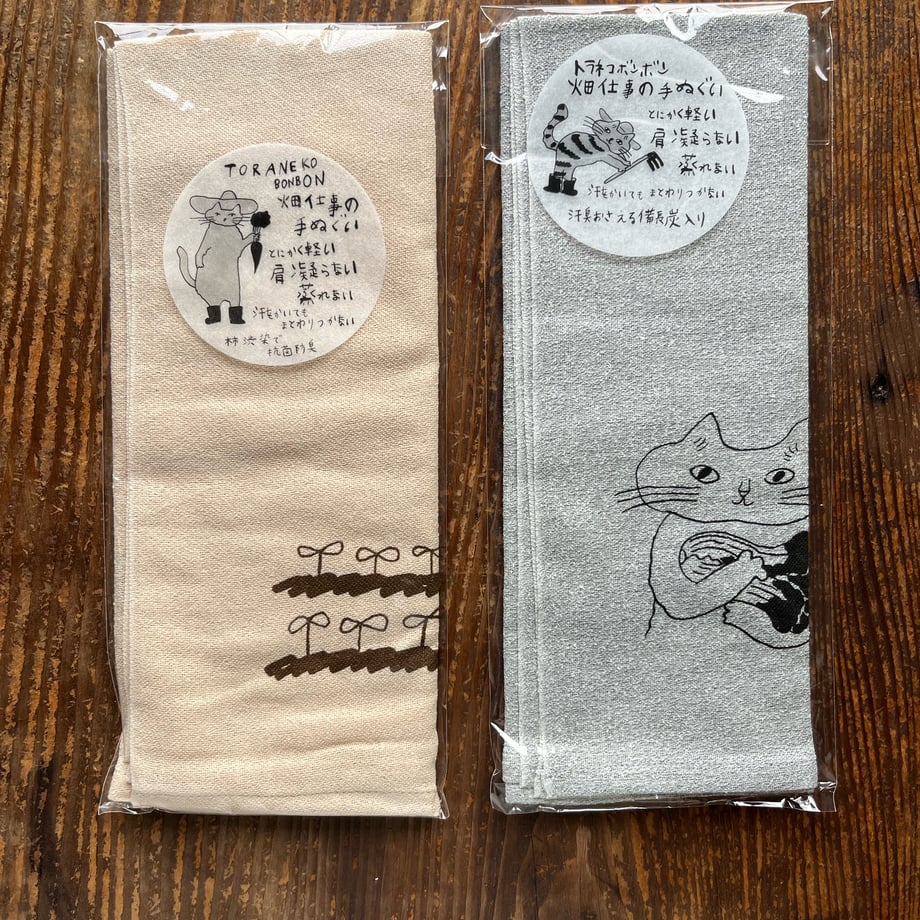 TORANEKO
BONBON
畑仕事の
手ぬぐい
とにかく軽い
肩凝らない
蒸れない
汗をかいても
まとわりつかない
柿渋染で
抗菌防臭
トラネコボンボン
畑仕事の手ぬぐい
とにかく軽い
肩凝らない
蒸れない
汗をかいてもまとわりつかない
汗臭おさえる備長炭入り